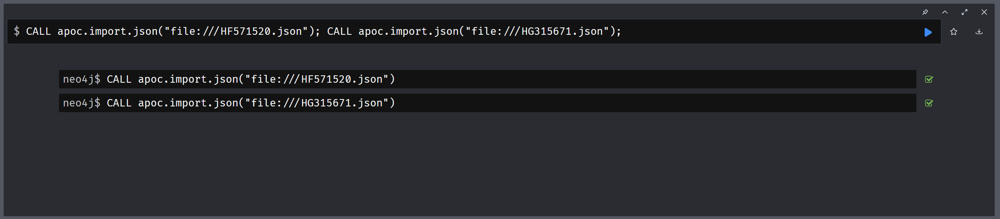 $ CALL apoc.import.json("file:///HF571520.json"); CALL apoc.import.json("file:///HG315671.json");
neo4j$ CALL apoc.import.json("file:///HF571520.json")
neo4j$ CALL apoc.import.json("file:///HG315671.json")